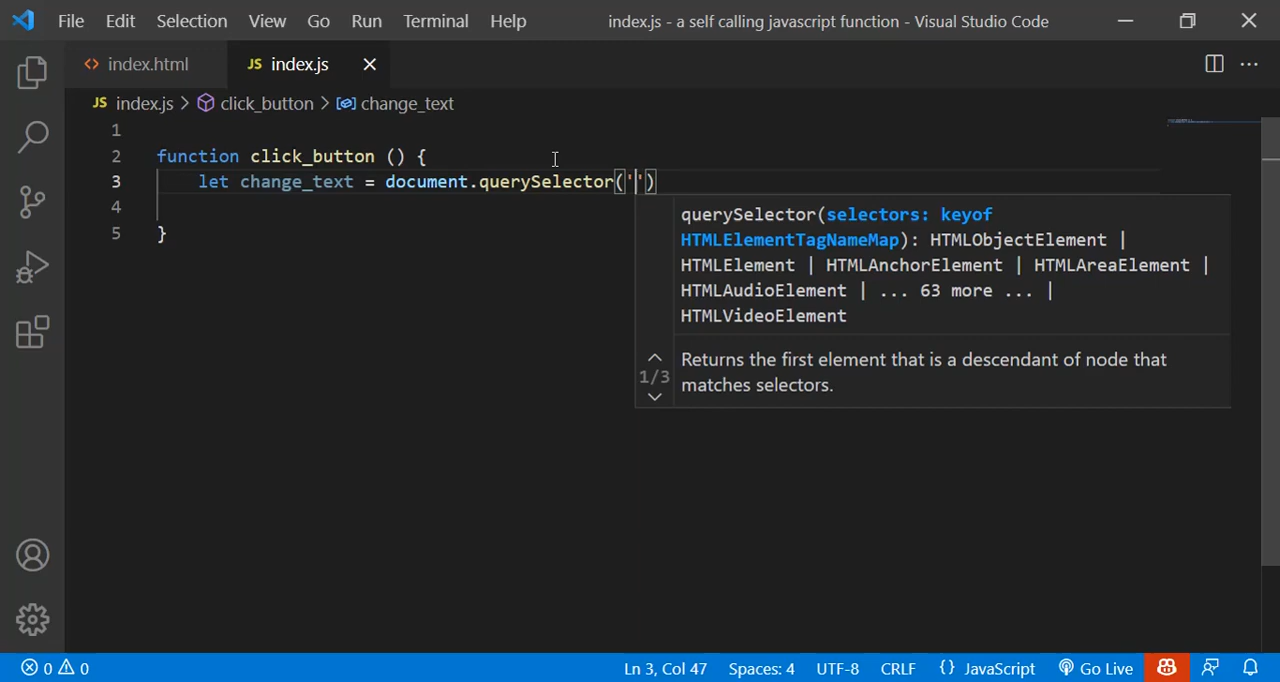 File Edit Selection View Go Run Terminal Help index.js - a self calling javascript function - Visual Studio Code
<> index.html JS index.js
JS index.js > click_button > change_text
1
2 function click_button () {
3 let change_text = document.querySelector('')
4
5 }
querySelector(selectors: keyof
HTMLElementTagNameMap): HTMLObjectElement |
HTMLElement | HTMLAnchorElement | HTMLAreaElement |
HTMLAudioElement | ... 63 more ... |
HTMLVideoElement
1/3
Returns the first element that is a descendant of node that
matches selectors.
0 0 Ln 3, Col 47 Spaces: 4 UTF-8 CRLF {} JavaScript Go Live